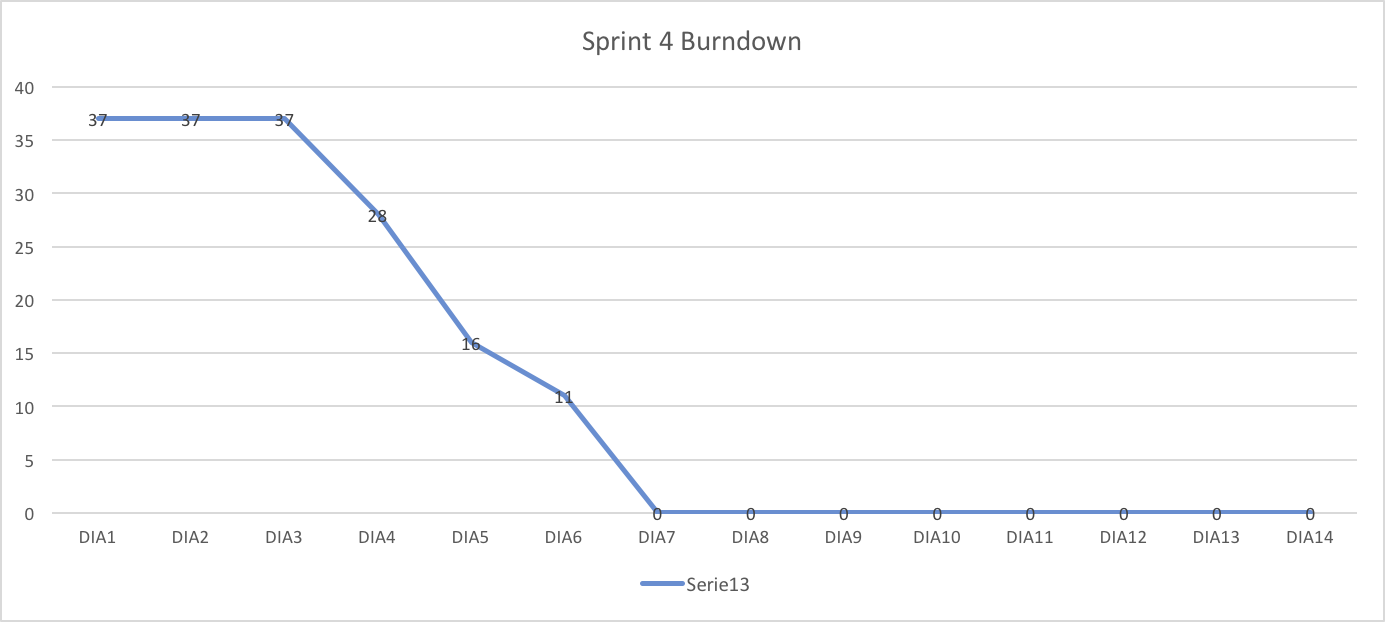 Sprint 4 Burndown
40
35
30
25
20
15
10
5
0
37 37 37 28 16 11 0 0 0 0 0 0 0 0
DIA1 DIA2 DIA3 DIA4 DIA5 DIA6 DIA7 DIA8 DIA9 DIA10 DIA11 DIA12 DIA13 DIA14
Serie13